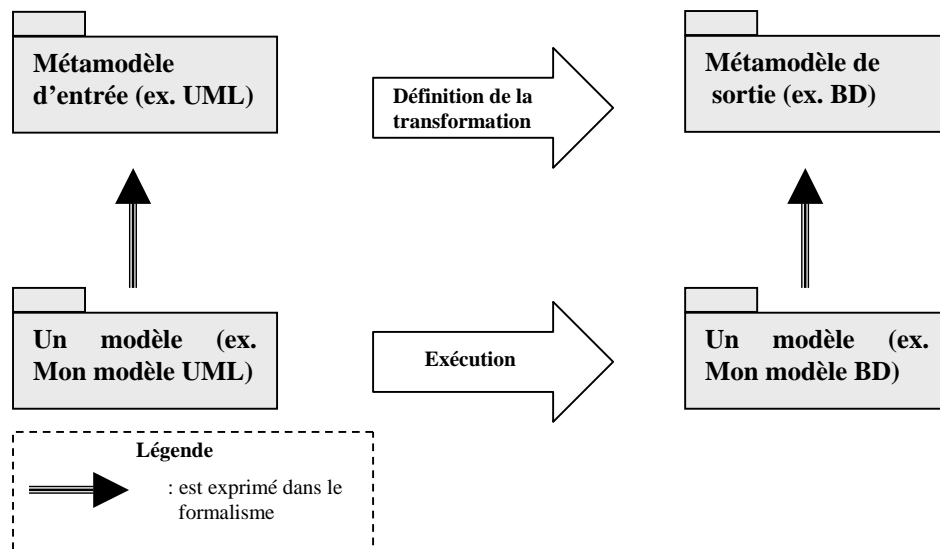 Métamodèle
d'entrée (ex. UML)
Définition de la
transformation
Métamodèle de
sortie (ex. BD)
Un modèle (ex.
Mon modèle UML)
Exécution
Un modèle (ex.
Mon modèle BD)
Légende
: est exprimé dans le
formalisme